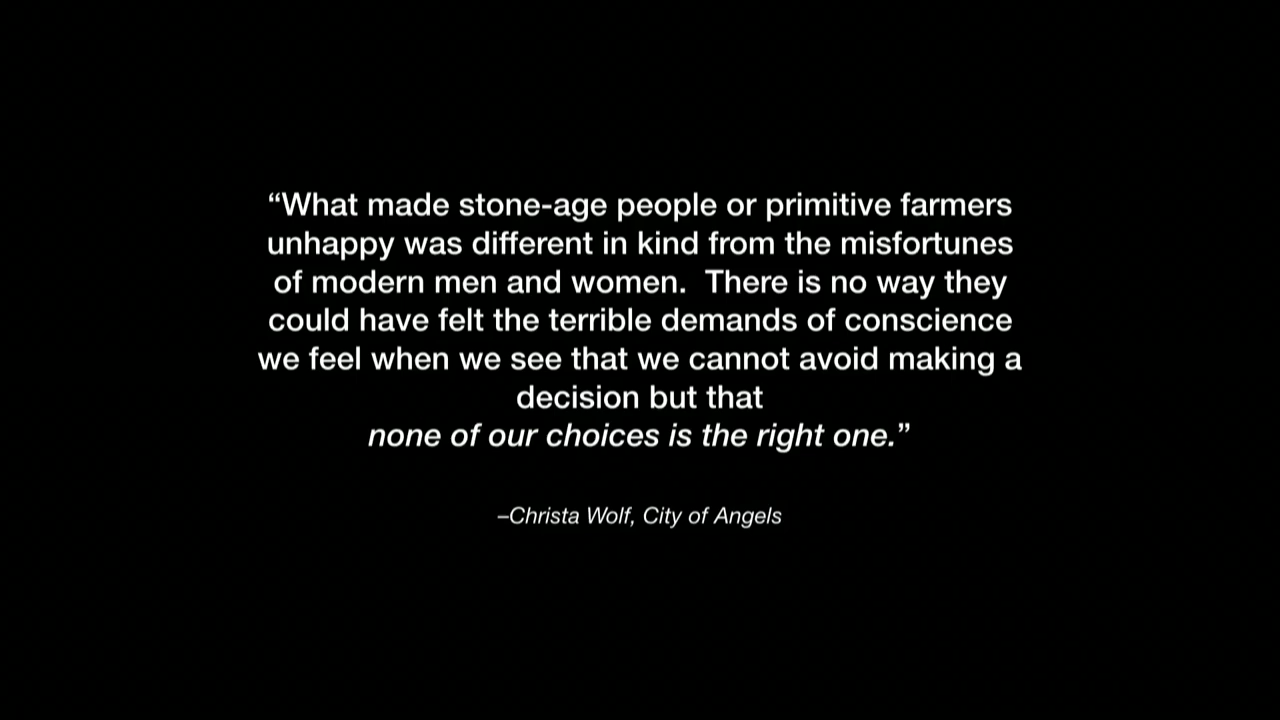 “What made stone-age people or primitive farmers
unhappy was different in kind from the misfortunes
of modern men and women.  There is no way they
could have felt the terrible demands of conscience
we feel when we see that we cannot avoid making a
decision but that
none of our choices is the right one.”
–Christa Wolf, City of Angels